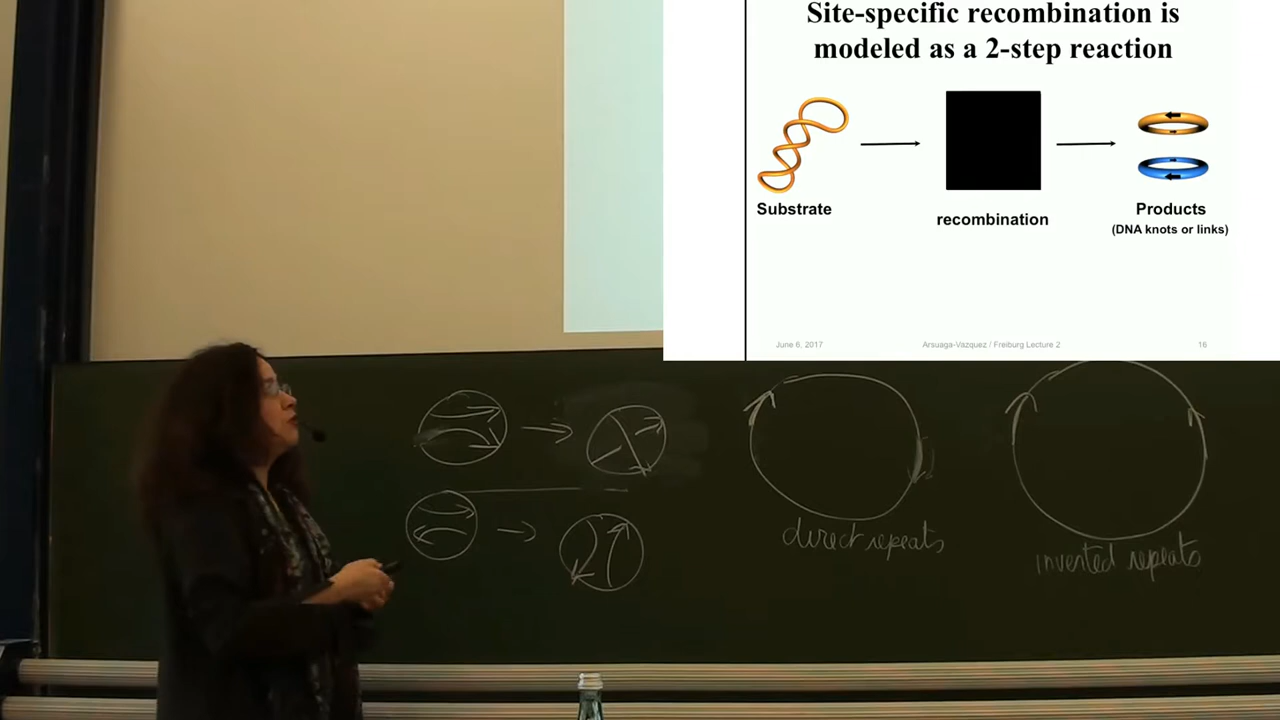 Site-specific recombination is
modeled as a 2-step reaction
Substrate
recombination
Products
(DNA knots or links)
June 6, 2017
Arsuaga-Vazquez / Freiburg Lecture 2
16
direct repeats
inverted repeats